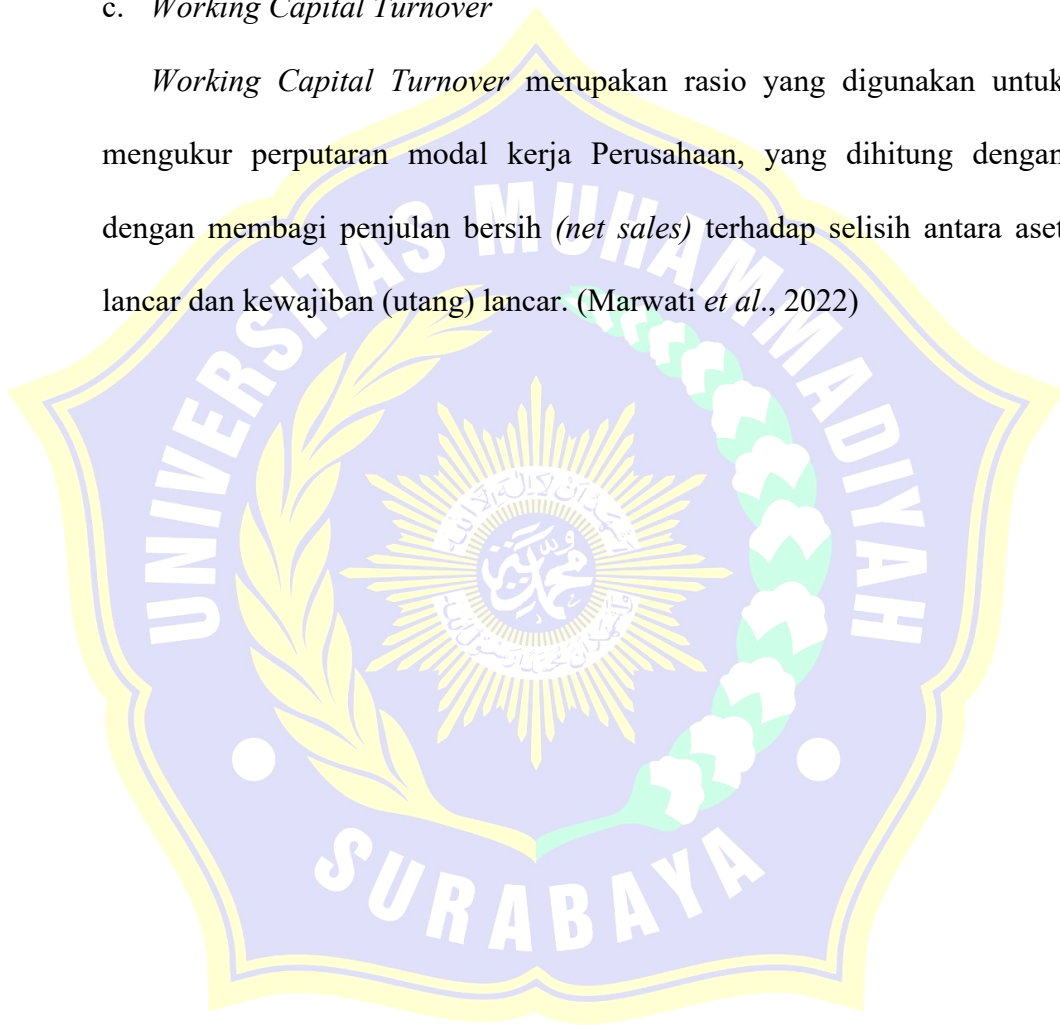 c. Working Capital Turnover
Working Capital Turnover merupakan rasio yang digunakan untuk
mengukur perputaran modal kerja Perusahaan, yang dihitung dengan
dengan membagi penjulan bersih (net sales) terhadap selisih antara aset
lancar dan kewajiban (utang) lancar. (Marwati et al., 2022)
UNIVERSITAS MUHAMMADIYAH
SURABAYA